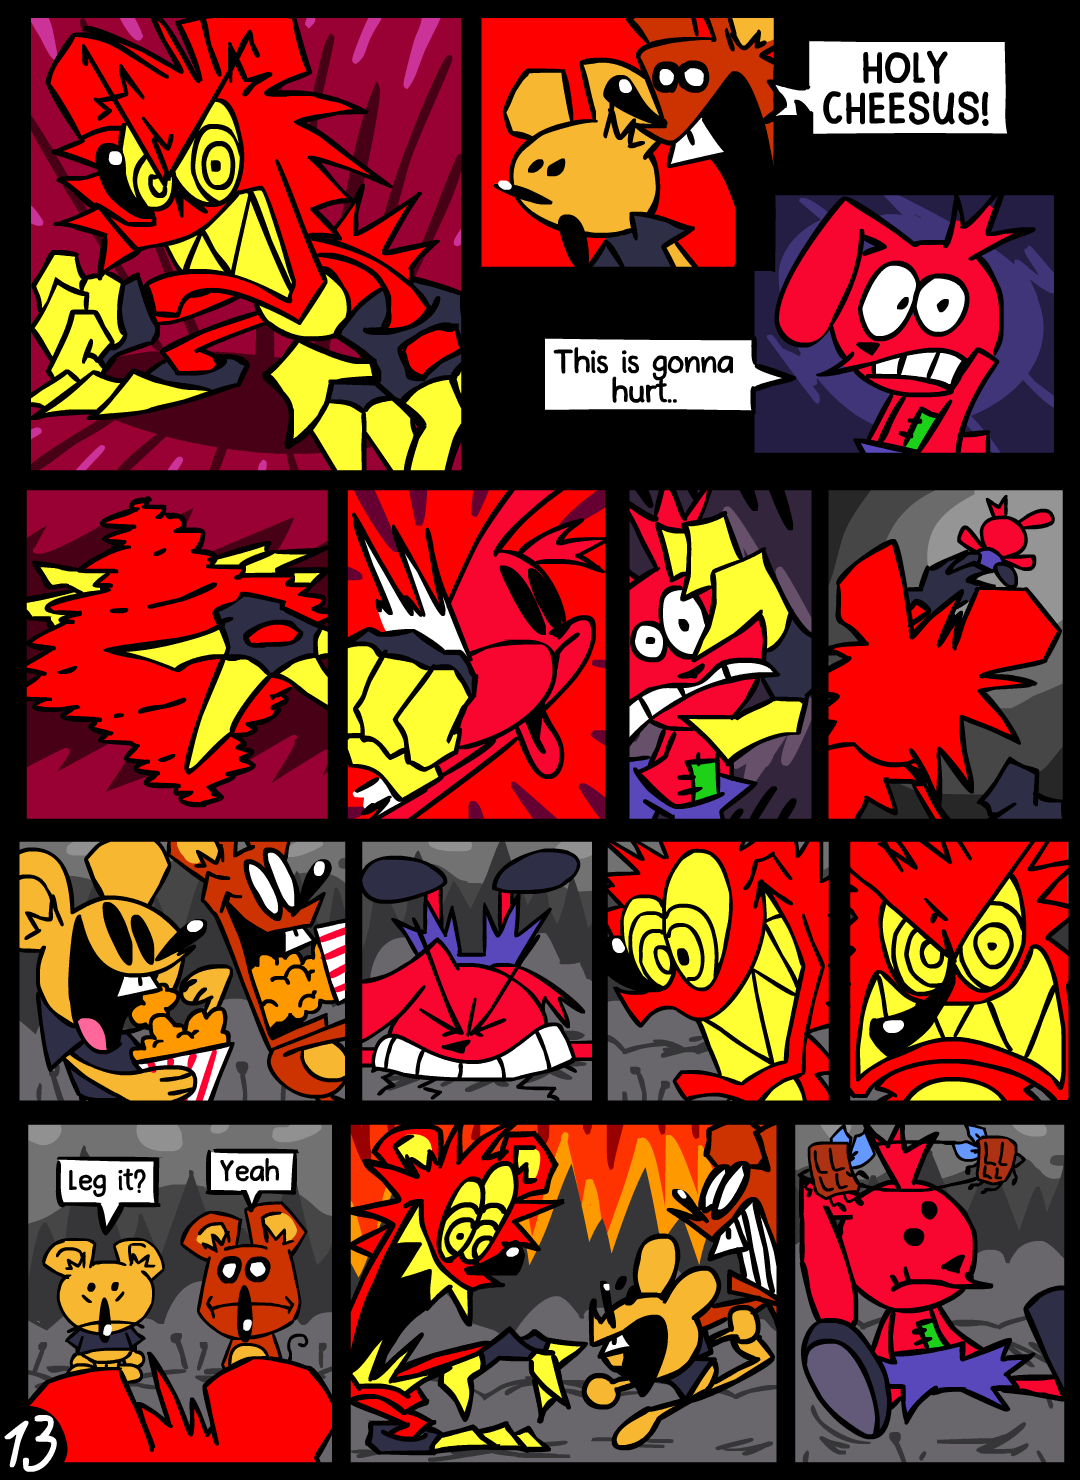 HOLY
CHEESUS!
This is gonna
hurt..
Leg it?
Yeah
13